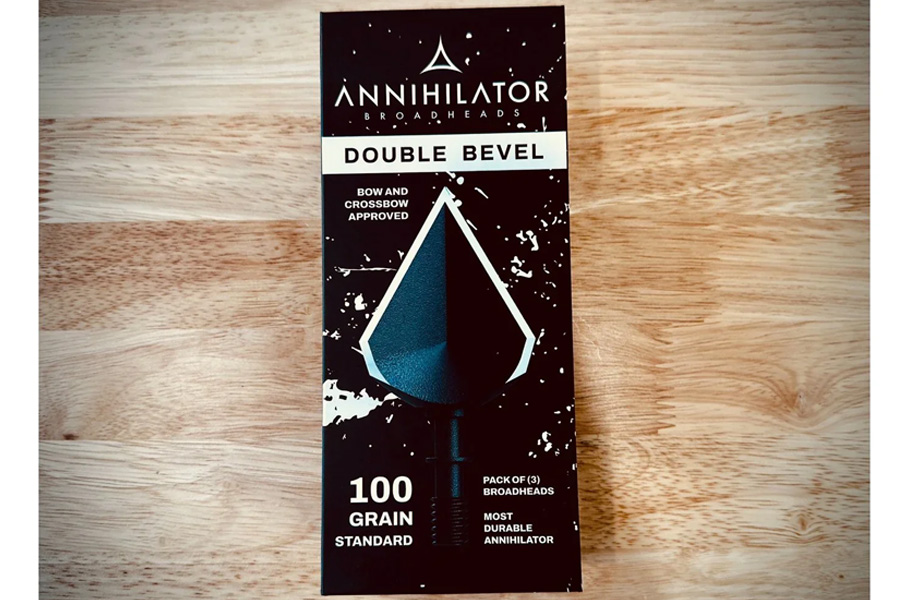 ANNIHILATOR
BROADHEADS
DOUBLE BEVEL
BOW AND
CROSSBOW
APPROVED
100
GRAIN
STANDARD
PACK OF (3)
BROADHEADS
MOST
DURABLE
ANNIHILATOR